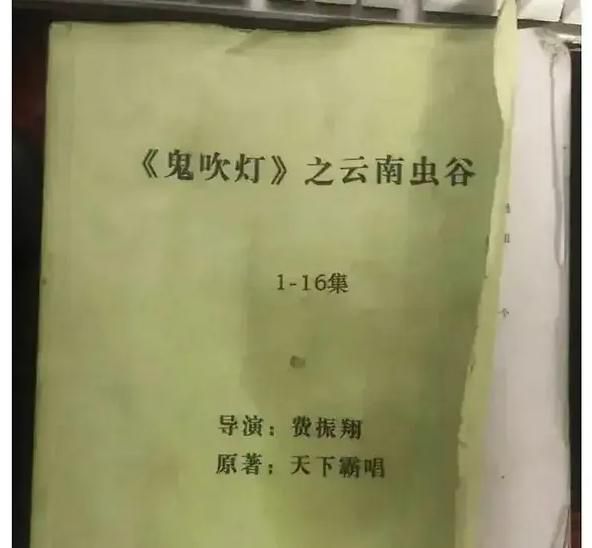 《鬼吹灯》之云南虫谷
1-16集
导演：费振翔
原著：天下霸唱
个